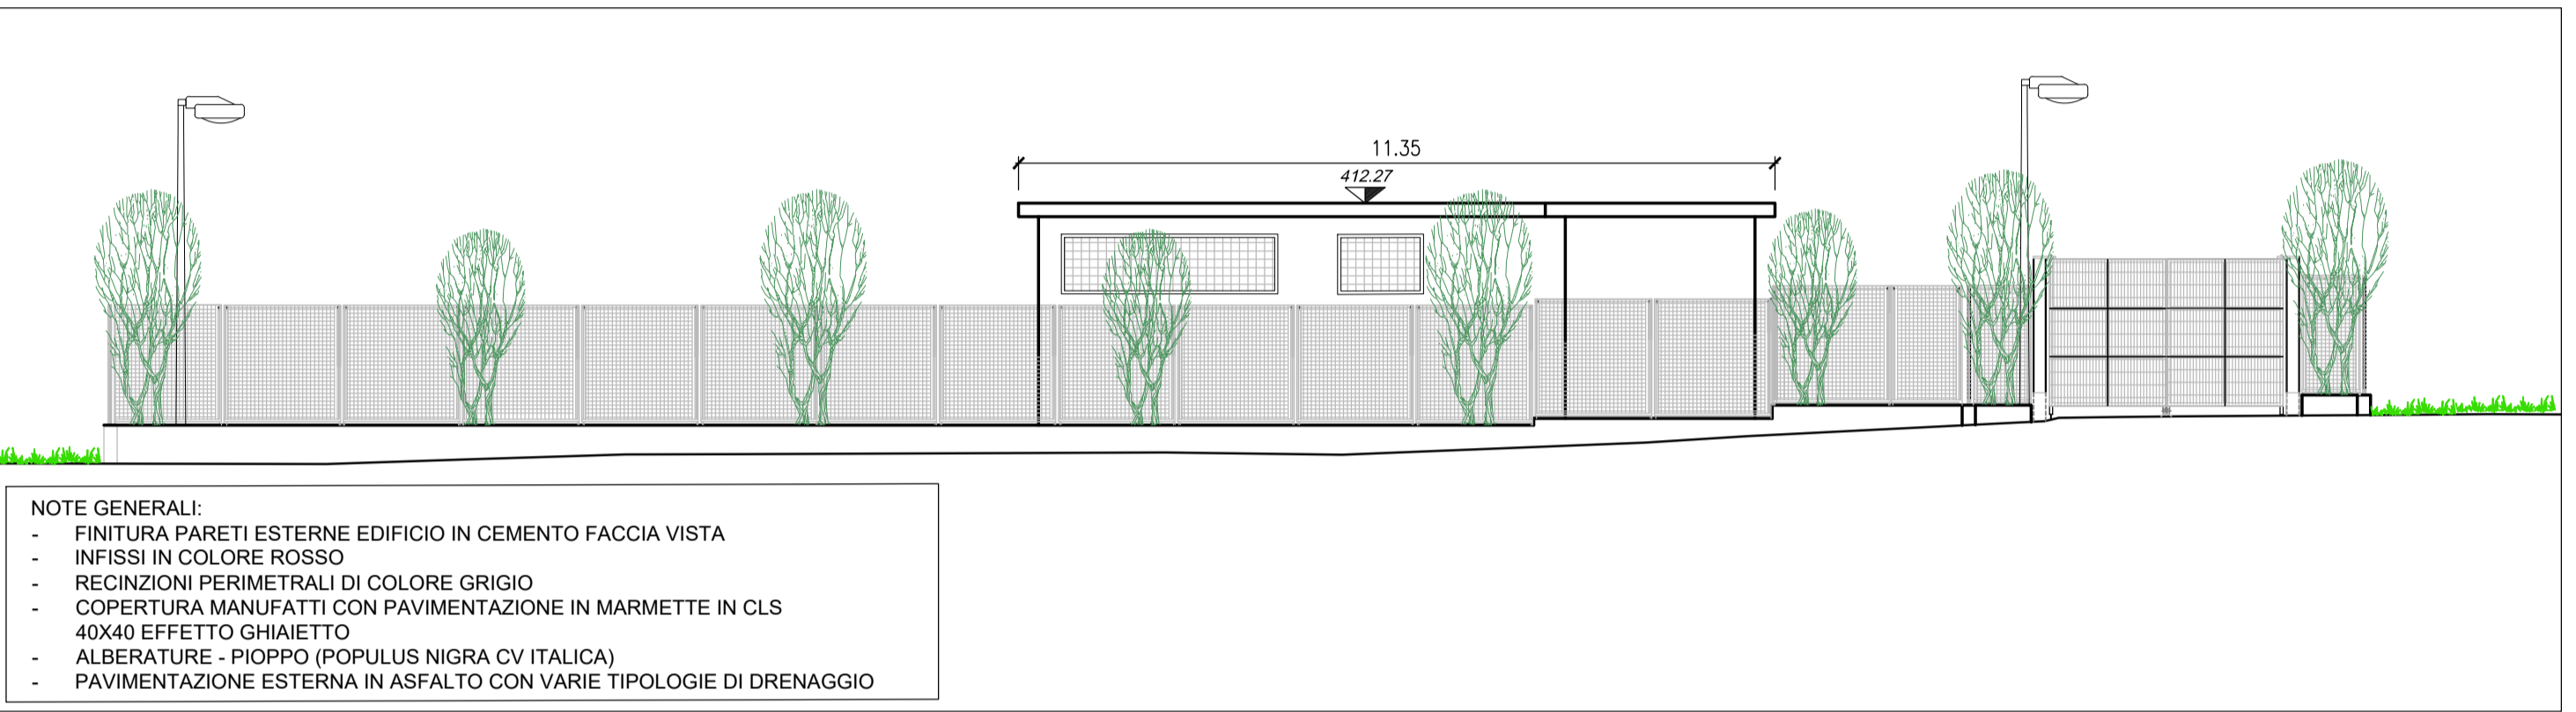 11.35
412.27
NOTE GENERALI:
- FINITURA PARETI ESTERNE EDIFICIO IN CEMENTO FACCIA VISTA
- INFISSI IN COLORE ROSSO
- RECINZIONI PERIMETRALI DI COLORE GRIGIO
- COPERTURA MANUFATTI CON PAVIMENTAZIONE IN MARMETTE IN CLS
40X40 EFFETTO GHIAIETTO
- ALBERATURE - PIOPPO (POPULUS NIGRA CV ITALICA)
- PAVIMENTAZIONE ESTERNA IN ASFALTO CON VARIE TIPOLOGIE DI DRENAGGIO